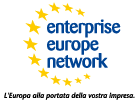 enterprise
europe
network
L'Europa alla portata della vostra impresa.